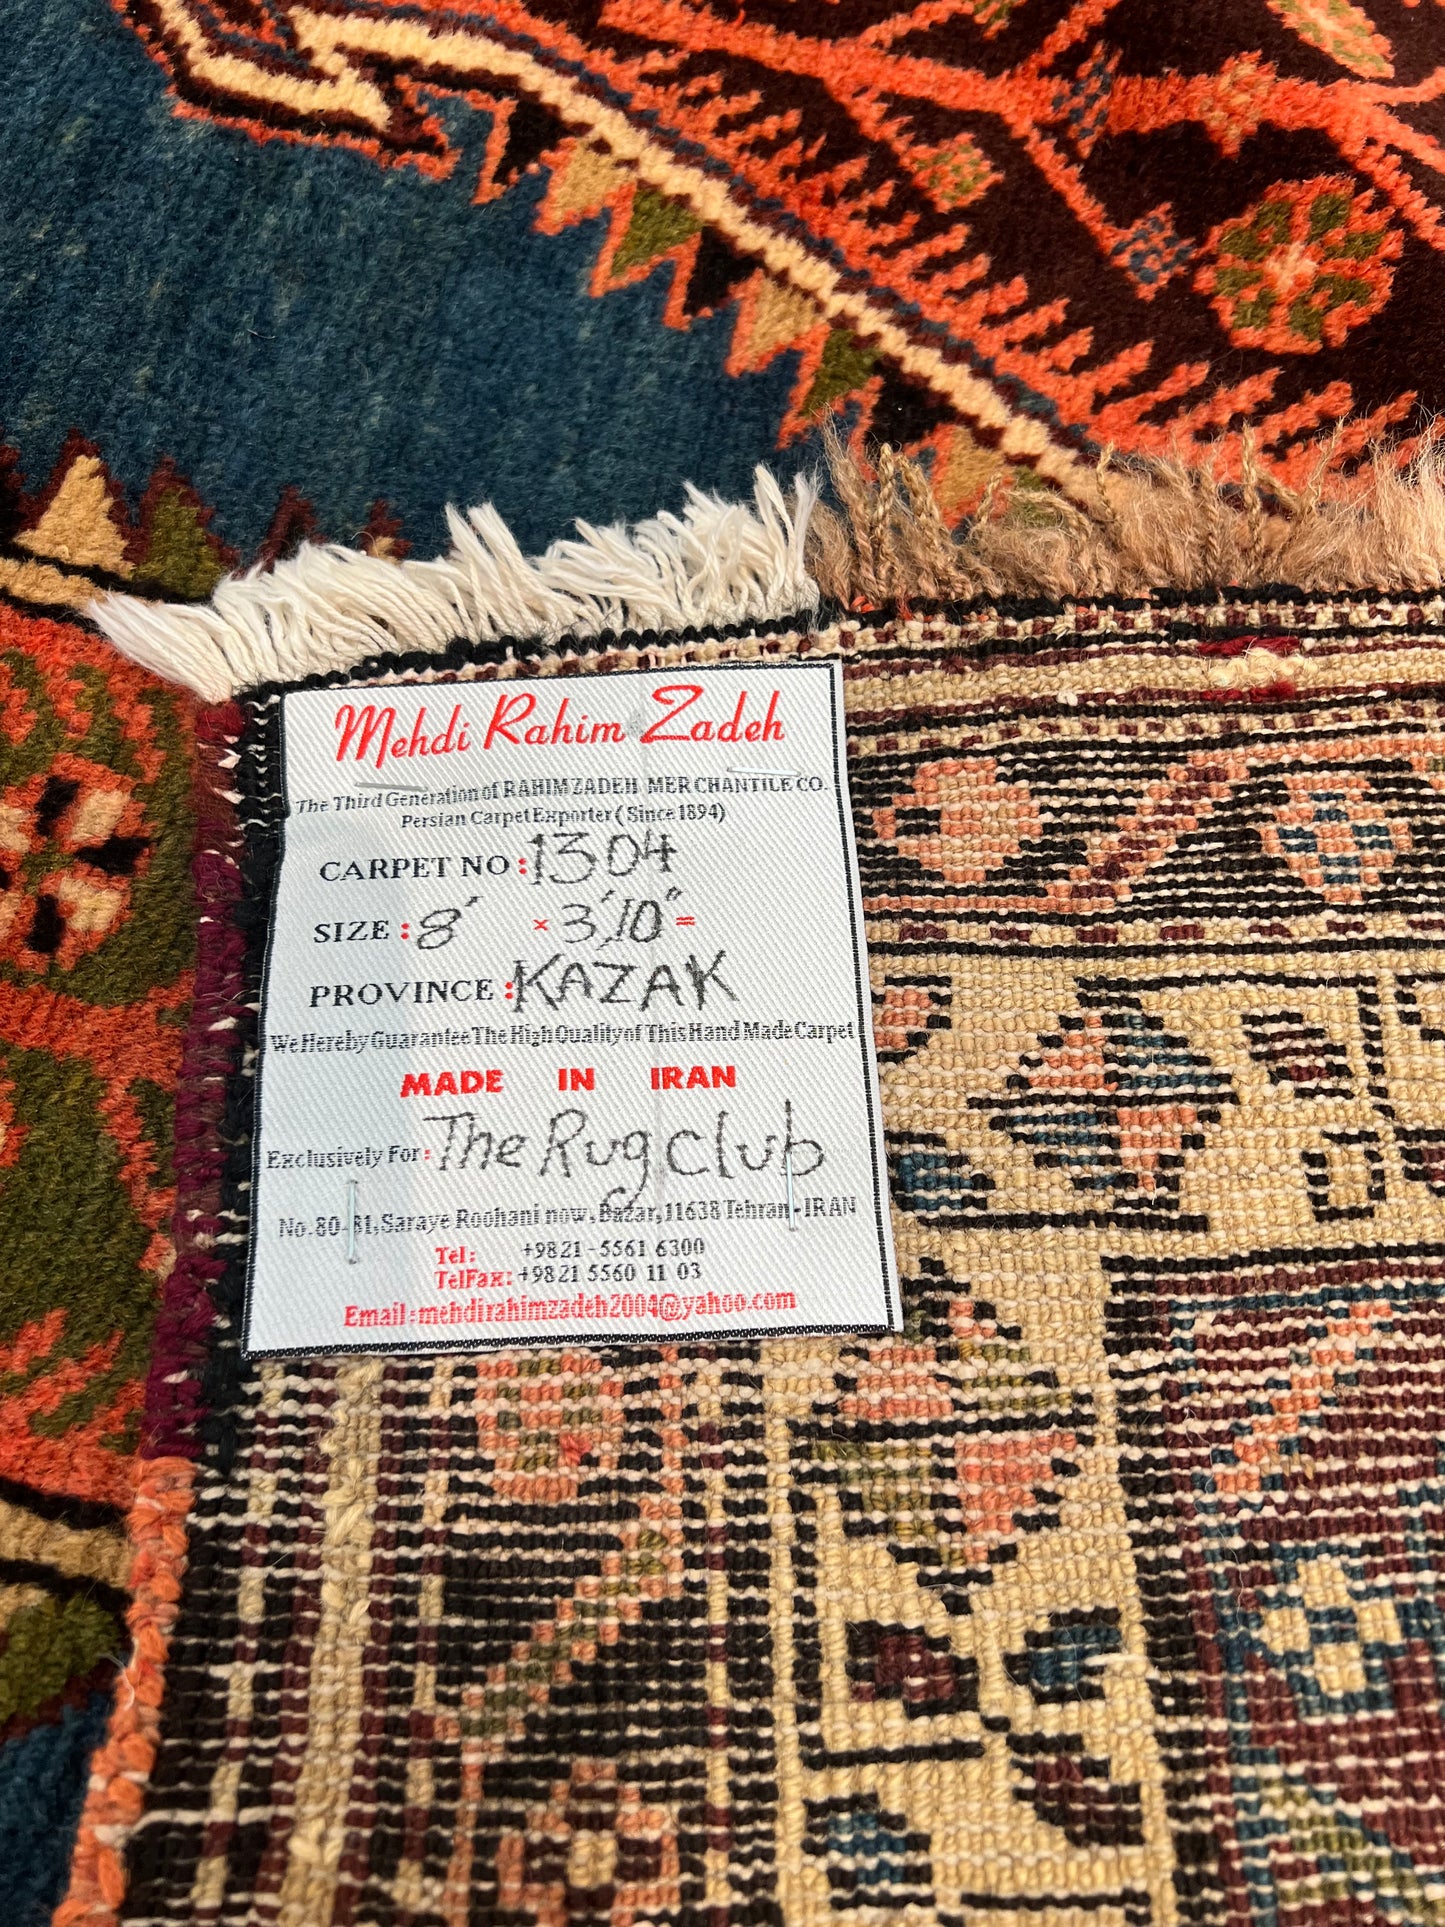 Mehdi Rahim Zadeh
The Third Generation of RAHIMZADEH MERCHANTILE CO.
Persian Carpet Exporter (Since 1894)
CARPET NO : 1304
SIZE : 8' × 3',10" =
PROVINCE : KAZAK
We Hereby Guarantee The High Quality of This Hand Made Carpet
MADE IN IRAN
Exclusively For : The Rug club
No. 80-81, Saraye Roohani now, Bazar, 11638 Tehran-IRAN
Tel : +9821-5561 6300
TelFax : +9821 5560 11 03
Email : mehdirahimzadeh2004@yahoo.com